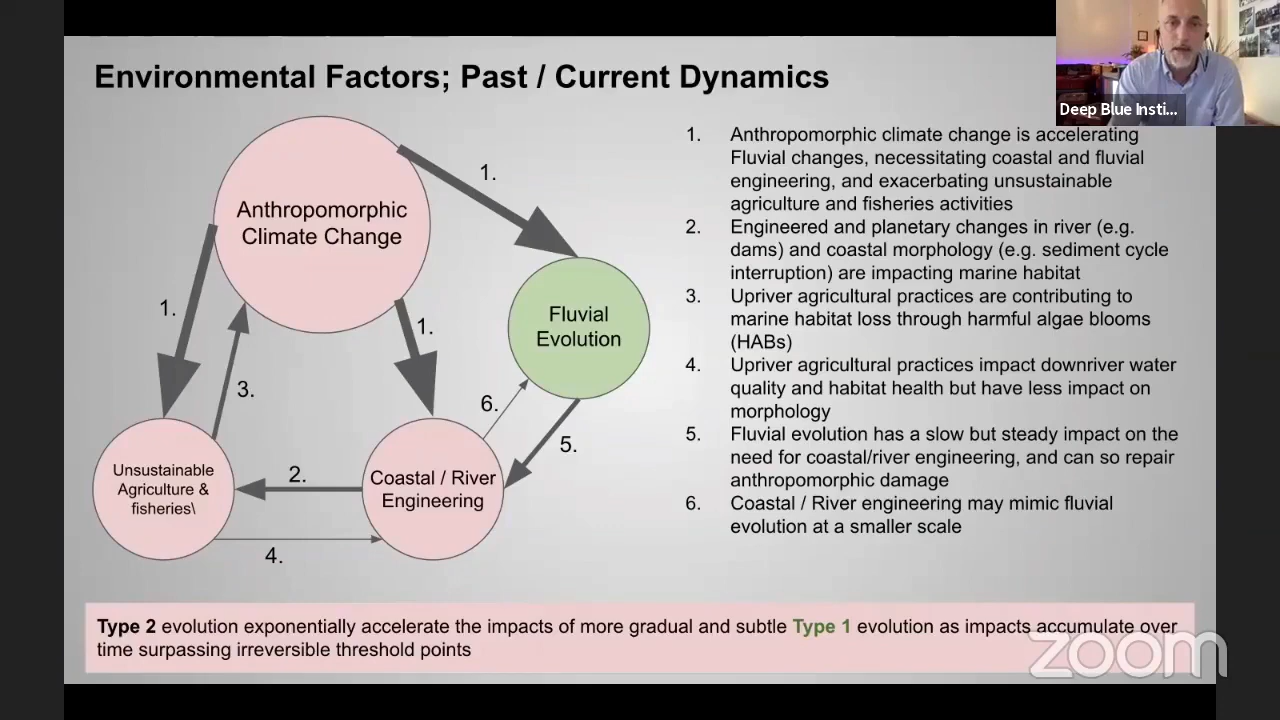 Environmental Factors; Past / Current Dynamics
Deep Blue Insti...
Anthropomorphic
Climate Change
Fluvial
Evolution
Unsustainable
Agriculture &
fisheries\
Coastal / River
Engineering
1.
1.
1.
3.
6.
5.
2.
4.
1. Anthropomorphic climate change is accelerating
Fluvial changes, necessitating coastal and fluvial
engineering, and exacerbating unsustainable
agriculture and fisheries activities
2. Engineered and planetary changes in river (e.g.
dams) and coastal morphology (e.g. sediment cycle
interruption) are impacting marine habitat
3. Upriver agricultural practices are contributing to
marine habitat loss through harmful algae blooms
(HABs)
4. Upriver agricultural practices impact downriver water
quality and habitat health but have less impact on
morphology
5. Fluvial evolution has a slow but steady impact on the
need for coastal/river engineering, and can so repair
anthropomorphic damage
6. Coastal / River engineering may mimic fluvial
evolution at a smaller scale
Type 2 evolution exponentially accelerate the impacts of more gradual and subtle Type 1 evolution as impacts accumulate over
time surpassing irreversible threshold points
zoom